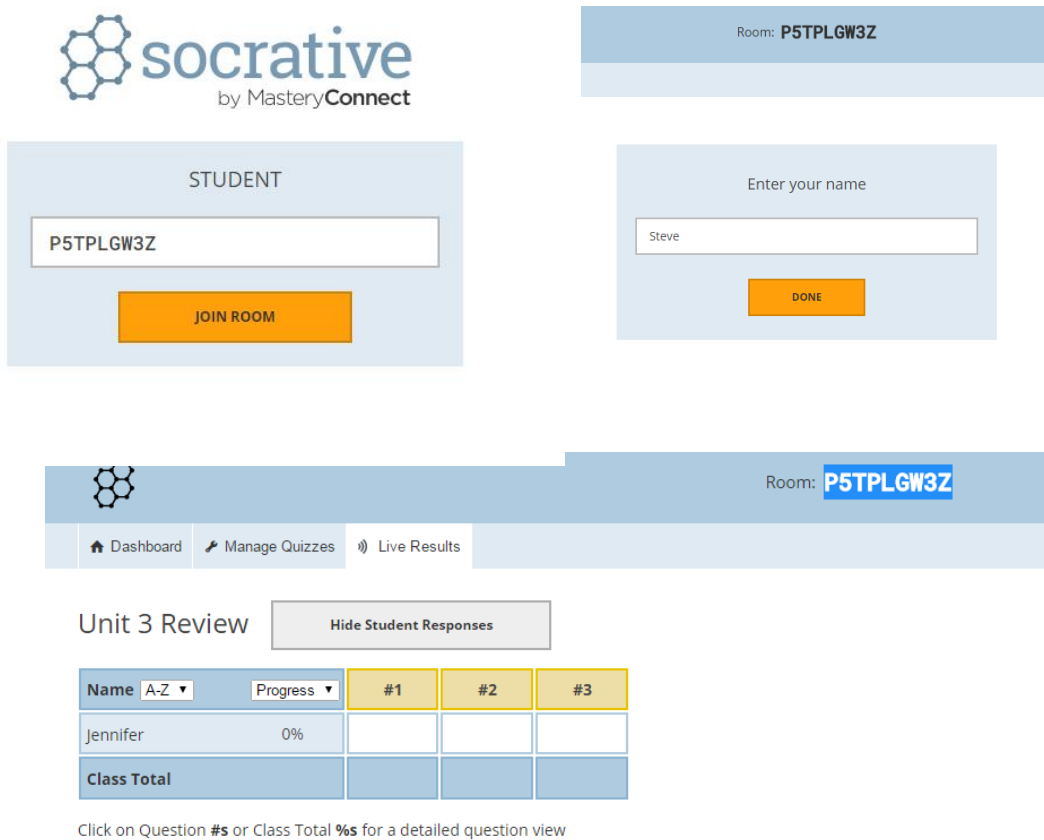 socrative
by MasteryConnect
STUDENT
P5TPLGW3Z
JOIN ROOM
Room: P5TPLGW3Z
Enter your name
Steve
DONE
Room: P5TPLGW3Z
Dashboard Manage Quizzes Live Results
Unit 3 Review Hide Student Responses
Name A-Z Progress #1 #2 #3
Jennifer 0%
Class Total
Click on Question #s or Class Total %s for a detailed question view